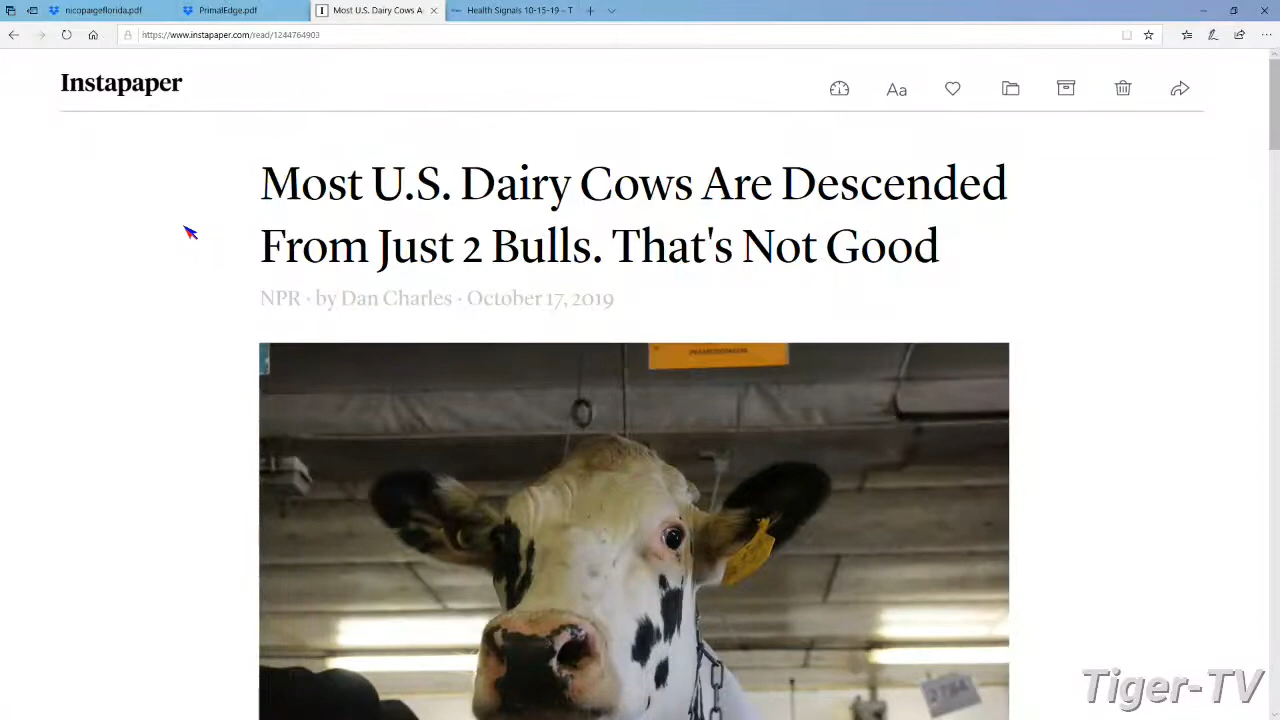 nicopageflorida.pdf
PrimalEdge.pdf
Most U.S. Dairy Cows A
Health Signals 10-15-19 – T
https://www.instapaper.com/read/1244764903
Instapaper
Aa
Most U.S. Dairy Cows Are Descended
From Just 2 Bulls. That's Not Good
NPR · by Dan Charles · October 17, 2019
Tiger-TV